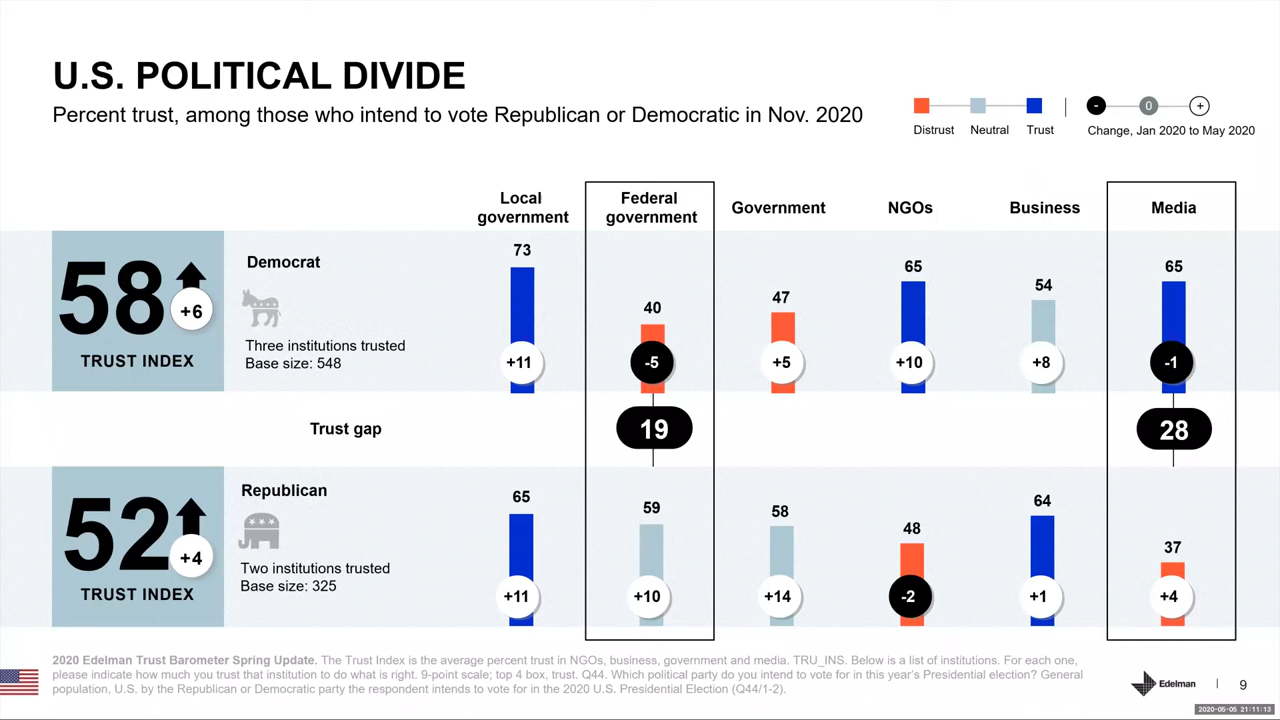 U.S. POLITICAL DIVIDE
Percent trust, among those who intend to vote Republican or Democratic in Nov. 2020
Distrust Neutral Trust
- 0 +
Change, Jan 2020 to May 2020
Local
government
Federal
government
Government
NGOs
Business
Media
58
+6
TRUST INDEX
Democrat
Three institutions trusted
Base size: 548
73
+11
40
-5
47
+5
65
+10
54
+8
65
-1
Trust gap
19
28
52
+4
TRUST INDEX
Republican
Two institutions trusted
Base size: 325
65
+11
59
+10
58
+14
48
-2
64
+1
37
+4
2020 Edelman Trust Barometer Spring Update. The Trust Index is the average percent trust in NGOs, business, government and media. TRU_INS. Below is a list of institutions. For each one,
please indicate how much you trust that institution to do what is right. 9-point scale; top 4 box, trust. Q44. Which political party do you intend to vote for in this year's Presidential election? General
population, U.S. by the Republican or Democratic party the respondent intends to vote for in the 2020 U.S. Presidential Election (Q44/1-2).
Edelman | 9
2020-05-05 21:11:13